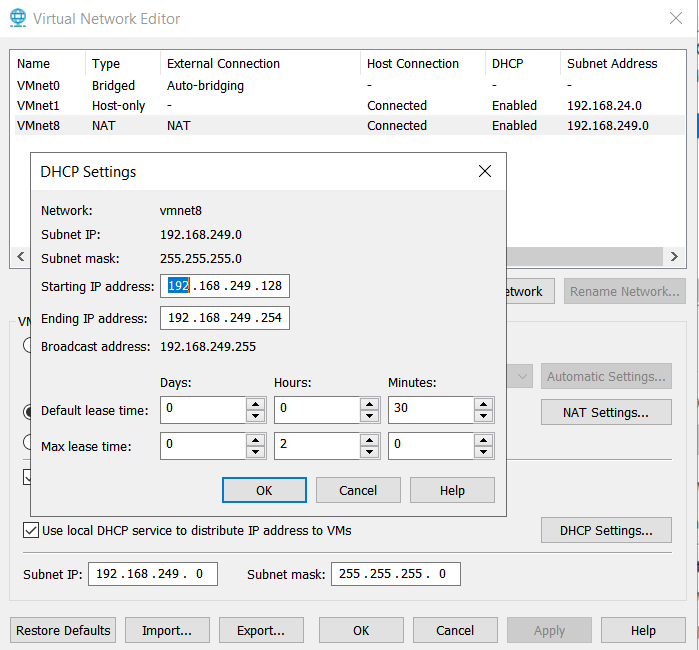 Virtual Network Editor
Name Type External Connection Host Connection DHCP Subnet Address
VMnet0 Bridged Auto-bridging - - -
VMnet1 Host-only - Connected Enabled 192.168.24.0
VMnet8 NAT NAT Connected Enabled 192.168.249.0
DHCP Settings
Network: vmnet8
Subnet IP: 192.168.249.0
Subnet mask: 255.255.255.0
Starting IP address: 192 . 168 . 249 . 128
Ending IP address: 192 . 168 . 249 . 254
Broadcast address: 192.168.249.255
Days: Hours: Minutes:
Default lease time: 0 0 30
Max lease time: 0 2 0
OK Cancel Help
Rename Network...
Automatic Settings...
NAT Settings...
Use local DHCP service to distribute IP address to VMs
DHCP Settings...
Subnet IP: 192 . 168 . 249 . 0 Subnet mask: 255 . 255 . 255 . 0
Restore Defaults Import... Export... OK Cancel Apply Help